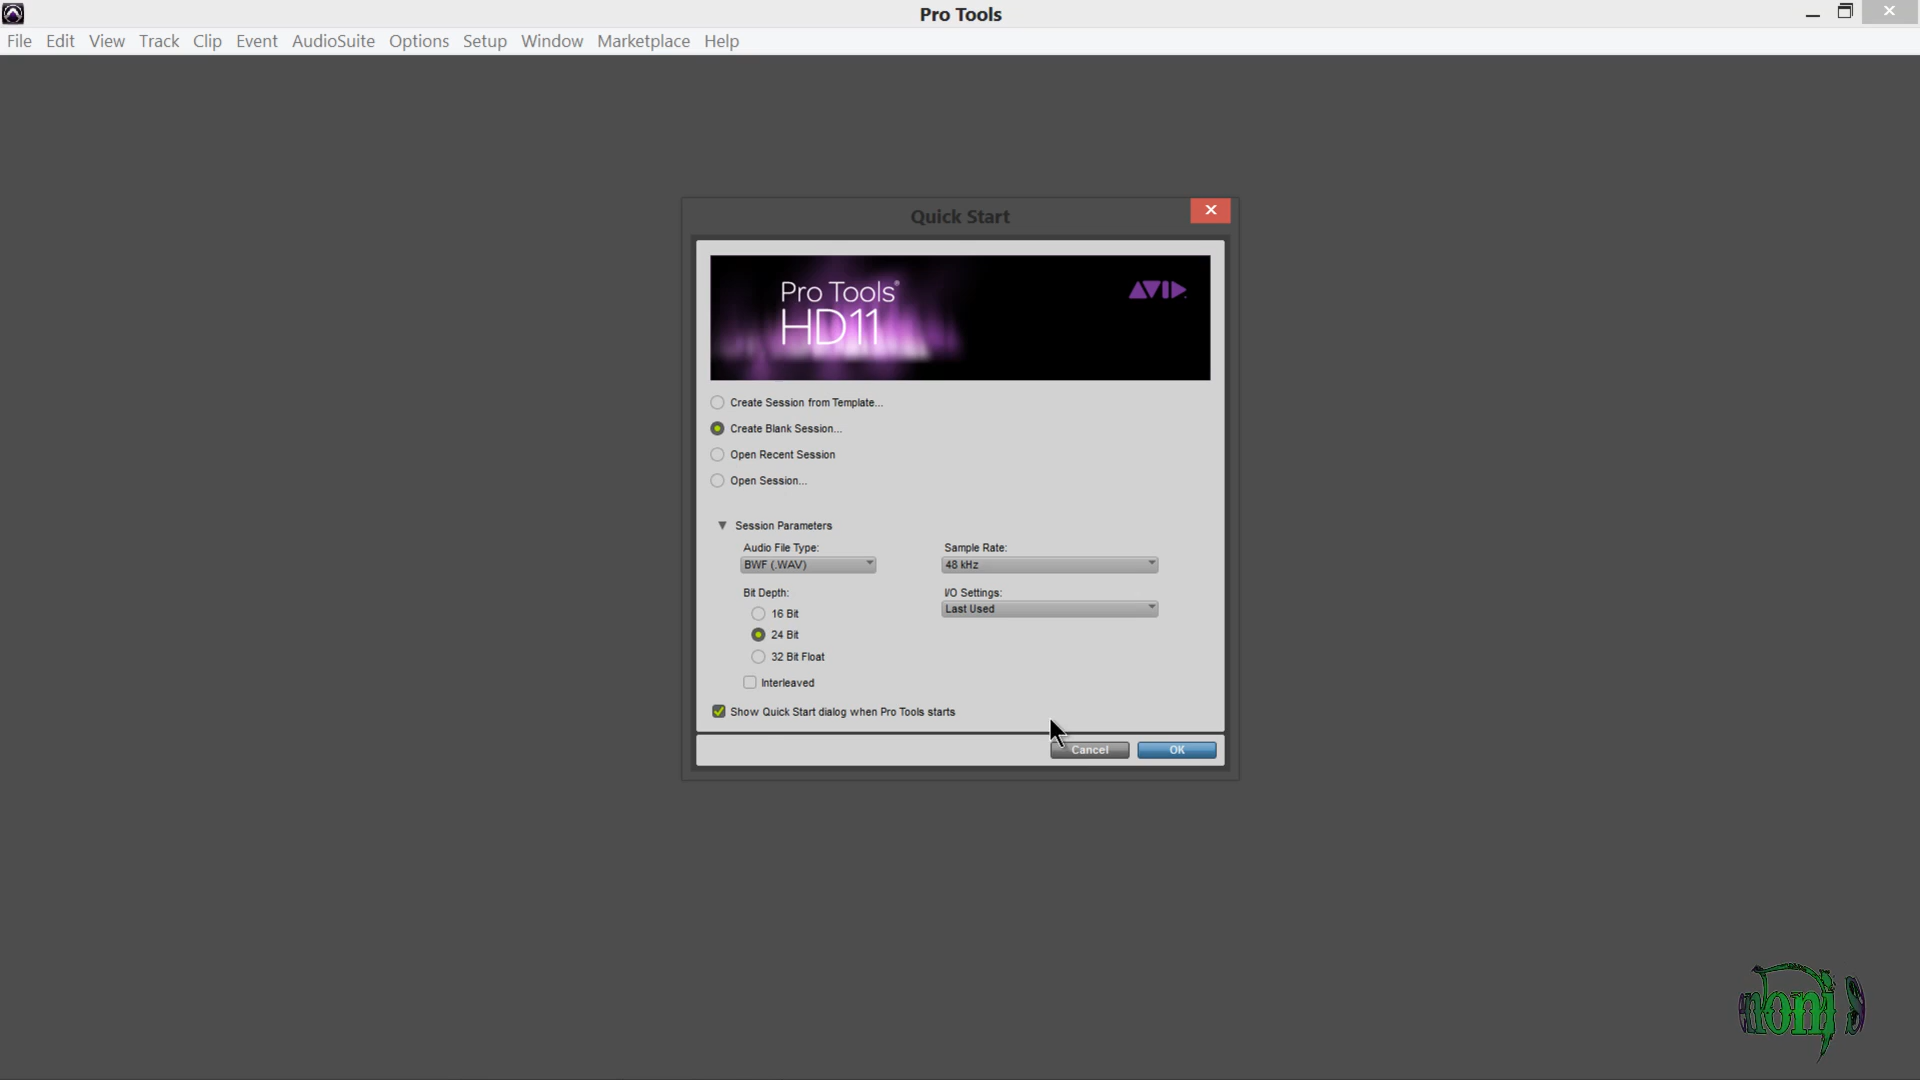 Pro Tools
File Edit View Track Clip Event AudioSuite Options Setup Window Marketplace Help
Quick Start
Pro Tools®
HD11
AVID
Create Session from Template...
Create Blank Session...
Open Recent Session
Open Session...
Session Parameters
Audio File Type:
BWF (.WAV)
Sample Rate:
48 kHz
Bit Depth:
16 Bit
24 Bit
32 Bit Float
I/O Settings:
Last Used
Interleaved
Show Quick Start dialog when Pro Tools starts
Cancel OK